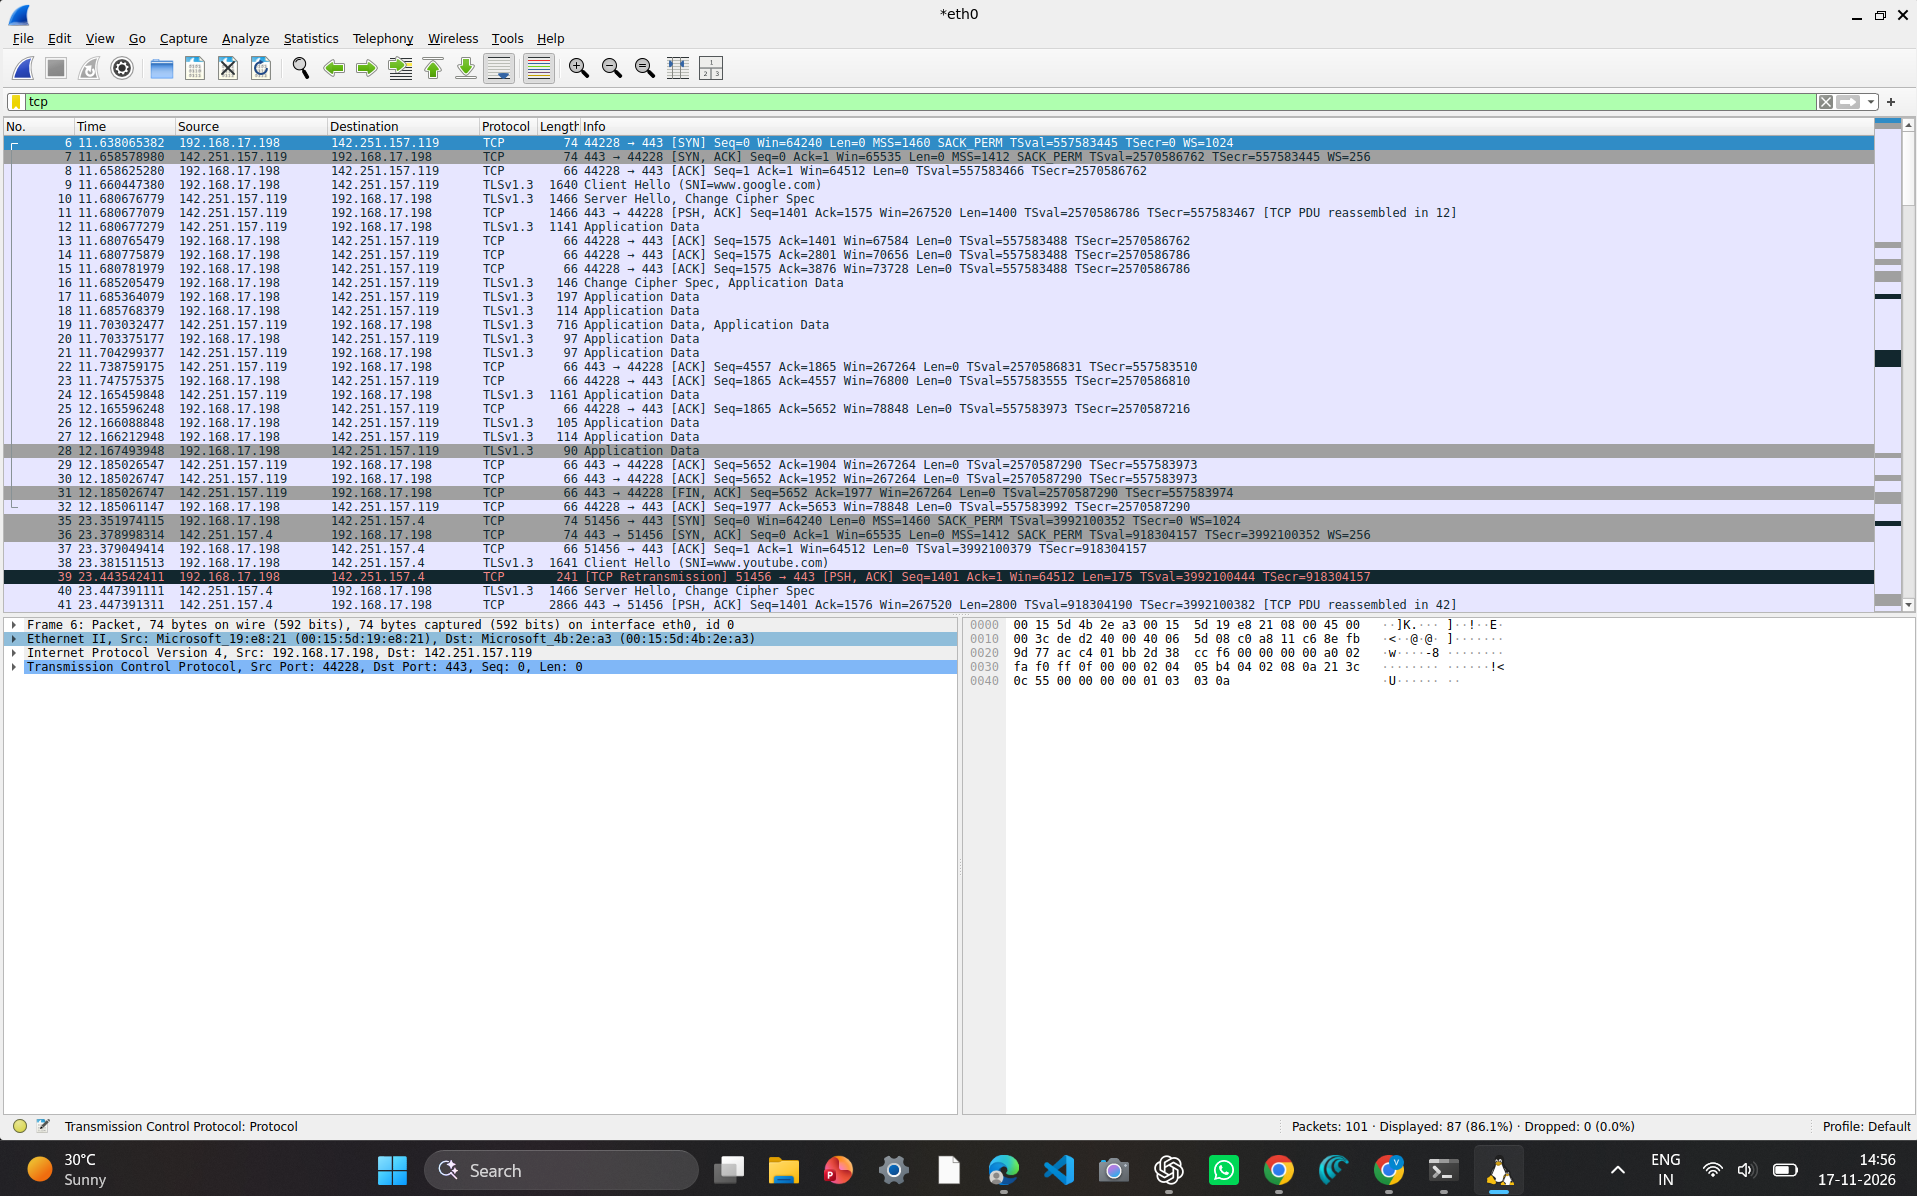 *eth0
File Edit View Go Capture Analyze Statistics Telephony Wireless Tools Help
tcp
No. Time Source Destination Protocol Length Info
6 11.638065382 192.168.17.198 142.251.157.119 TCP 74 44228 → 443 [SYN] Seq=0 Win=64240 Len=0 MSS=1460 SACK_PERM TSval=557583445 TSecr=0 WS=1024
7 11.658578980 142.251.157.119 192.168.17.198 TCP 74 443 → 44228 [SYN, ACK] Seq=0 Ack=1 Win=65535 Len=0 MSS=1412 SACK_PERM TSval=2570586762 TSecr=557583445 WS=256
8 11.658625280 192.168.17.198 142.251.157.119 TCP 66 44228 → 443 [ACK] Seq=1 Ack=1 Win=64512 Len=0 TSval=557583466 TSecr=2570586762
9 11.660447380 192.168.17.198 142.251.157.119 TLSv1.3 1640 Client Hello (SNI=www.google.com)
10 11.680676779 142.251.157.119 192.168.17.198 TLSv1.3 1466 Server Hello, Change Cipher Spec
11 11.680677079 142.251.157.119 192.168.17.198 TCP 1466 443 → 44228 [PSH, ACK] Seq=1401 Ack=1575 Win=267520 Len=1400 TSval=2570586786 TSecr=557583467 [TCP PDU reassembled in 12]
12 11.680677279 142.251.157.119 192.168.17.198 TLSv1.3 1141 Application Data
13 11.680765479 192.168.17.198 142.251.157.119 TCP 66 44228 → 443 [ACK] Seq=1575 Ack=1401 Win=67584 Len=0 TSval=557583488 TSecr=2570586762
14 11.680775879 192.168.17.198 142.251.157.119 TCP 66 44228 → 443 [ACK] Seq=1575 Ack=2801 Win=70656 Len=0 TSval=557583488 TSecr=2570586786
15 11.680781979 192.168.17.198 142.251.157.119 TCP 66 44228 → 443 [ACK] Seq=1575 Ack=3876 Win=73728 Len=0 TSval=557583488 TSecr=2570586786
16 11.685205479 192.168.17.198 142.251.157.119 TLSv1.3 146 Change Cipher Spec, Application Data
17 11.685364079 192.168.17.198 142.251.157.119 TLSv1.3 197 Application Data
18 11.685768379 192.168.17.198 142.251.157.119 TLSv1.3 114 Application Data
19 11.703032477 142.251.157.119 192.168.17.198 TLSv1.3 716 Application Data, Application Data
20 11.703375177 192.168.17.198 142.251.157.119 TLSv1.3 97 Application Data
21 11.704299377 142.251.157.119 192.168.17.198 TLSv1.3 97 Application Data
22 11.738759175 142.251.157.119 192.168.17.198 TCP 66 443 → 44228 [ACK] Seq=4557 Ack=1865 Win=267264 Len=0 TSval=2570586831 TSecr=557583510
23 11.747575375 192.168.17.198 142.251.157.119 TCP 66 44228 → 443 [ACK] Seq=1865 Ack=4557 Win=76800 Len=0 TSval=557583555 TSecr=2570586810
24 12.165459848 142.251.157.119 192.168.17.198 TLSv1.3 1161 Application Data
25 12.165596248 192.168.17.198 142.251.157.119 TCP 66 44228 → 443 [ACK] Seq=1865 Ack=5652 Win=78848 Len=0 TSval=557583973 TSecr=2570587216
26 12.166088848 192.168.17.198 142.251.157.119 TLSv1.3 105 Application Data
27 12.166212948 192.168.17.198 142.251.157.119 TLSv1.3 114 Application Data
28 12.167493948 192.168.17.198 142.251.157.119 TLSv1.3 90 Application Data
29 12.185026547 142.251.157.119 192.168.17.198 TCP 66 443 → 44228 [ACK] Seq=5652 Ack=1904 Win=267264 Len=0 TSval=2570587290 TSecr=557583973
30 12.185026747 142.251.157.119 192.168.17.198 TCP 66 443 → 44228 [ACK] Seq=5652 Ack=1952 Win=267264 Len=0 TSval=2570587290 TSecr=557583973
31 12.185026747 142.251.157.119 192.168.17.198 TCP 66 443 → 44228 [FIN, ACK] Seq=5652 Ack=1977 Win=267264 Len=0 TSval=2570587290 TSecr=557583974
32 12.185061147 192.168.17.198 142.251.157.119 TCP 66 44228 → 443 [ACK] Seq=1977 Ack=5653 Win=78848 Len=0 TSval=557583992 TSecr=2570587290
35 23.351974115 192.168.17.198 142.251.157.4 TCP 74 51456 → 443 [SYN] Seq=0 Win=64240 Len=0 MSS=1460 SACK_PERM TSval=3992100352 TSecr=0 WS=1024
36 23.378998314 142.251.157.4 192.168.17.198 TCP 74 443 → 51456 [SYN, ACK] Seq=0 Ack=1 Win=65535 Len=0 MSS=1412 SACK_PERM TSval=918304157 TSecr=3992100352 WS=256
37 23.379049414 192.168.17.198 142.251.157.4 TCP 66 51456 → 443 [ACK] Seq=1 Ack=1 Win=64512 Len=0 TSval=3992100379 TSecr=918304157
38 23.381511513 192.168.17.198 142.251.157.4 TLSv1.3 1641 Client Hello (SNI=www.youtube.com)
39 23.443542411 192.168.17.198 142.251.157.4 TCP 241 [TCP Retransmission] 51456 → 443 [PSH, ACK] Seq=1401 Ack=1 Win=64512 Len=175 TSval=3992100444 TSecr=918304157
40 23.447391111 142.251.157.4 192.168.17.198 TLSv1.3 1466 Server Hello, Change Cipher Spec
41 23.447391311 142.251.157.4 192.168.17.198 TCP 2866 443 → 51456 [PSH, ACK] Seq=1401 Ack=1576 Win=267520 Len=2800 TSval=918304190 TSecr=3992100382 [TCP PDU reassembled in 42]
Frame 6: Packet, 74 bytes on wire (592 bits), 74 bytes captured (592 bits) on interface eth0, id 0
Ethernet II, Src: Microsoft_19:e8:21 (00:15:5d:19:e8:21), Dst: Microsoft_4b:2e:a3 (00:15:5d:4b:2e:a3)
Internet Protocol Version 4, Src: 192.168.17.198, Dst: 142.251.157.119
Transmission Control Protocol, Src Port: 44228, Dst Port: 443, Seq: 0, Len: 0
0000 00 15 5d 4b 2e a3 00 15 5d 19 e8 21 08 00 45 00 ··]K.··· ]··!··E·
0010 00 3c de d2 40 00 40 06 5d 08 c0 a8 11 c6 8e fb ·<··@·@· ]·······
0020 9d 77 ac c4 01 bb 2d 38 cc f6 00 00 00 00 a0 02 ·w····-8 ········
0030 fa f0 ff 0f 00 00 02 04 05 b4 04 02 08 0a 21 3c ········ ······!<
0040 0c 55 00 00 00 00 01 03 03 0a ·U······ ··
Transmission Control Protocol: Protocol
Packets: 101 · Displayed: 87 (86.1%) · Dropped: 0 (0.0%)
Profile: Default
30°C
Sunny
Search
ENG
IN
14:56
17-11-2026